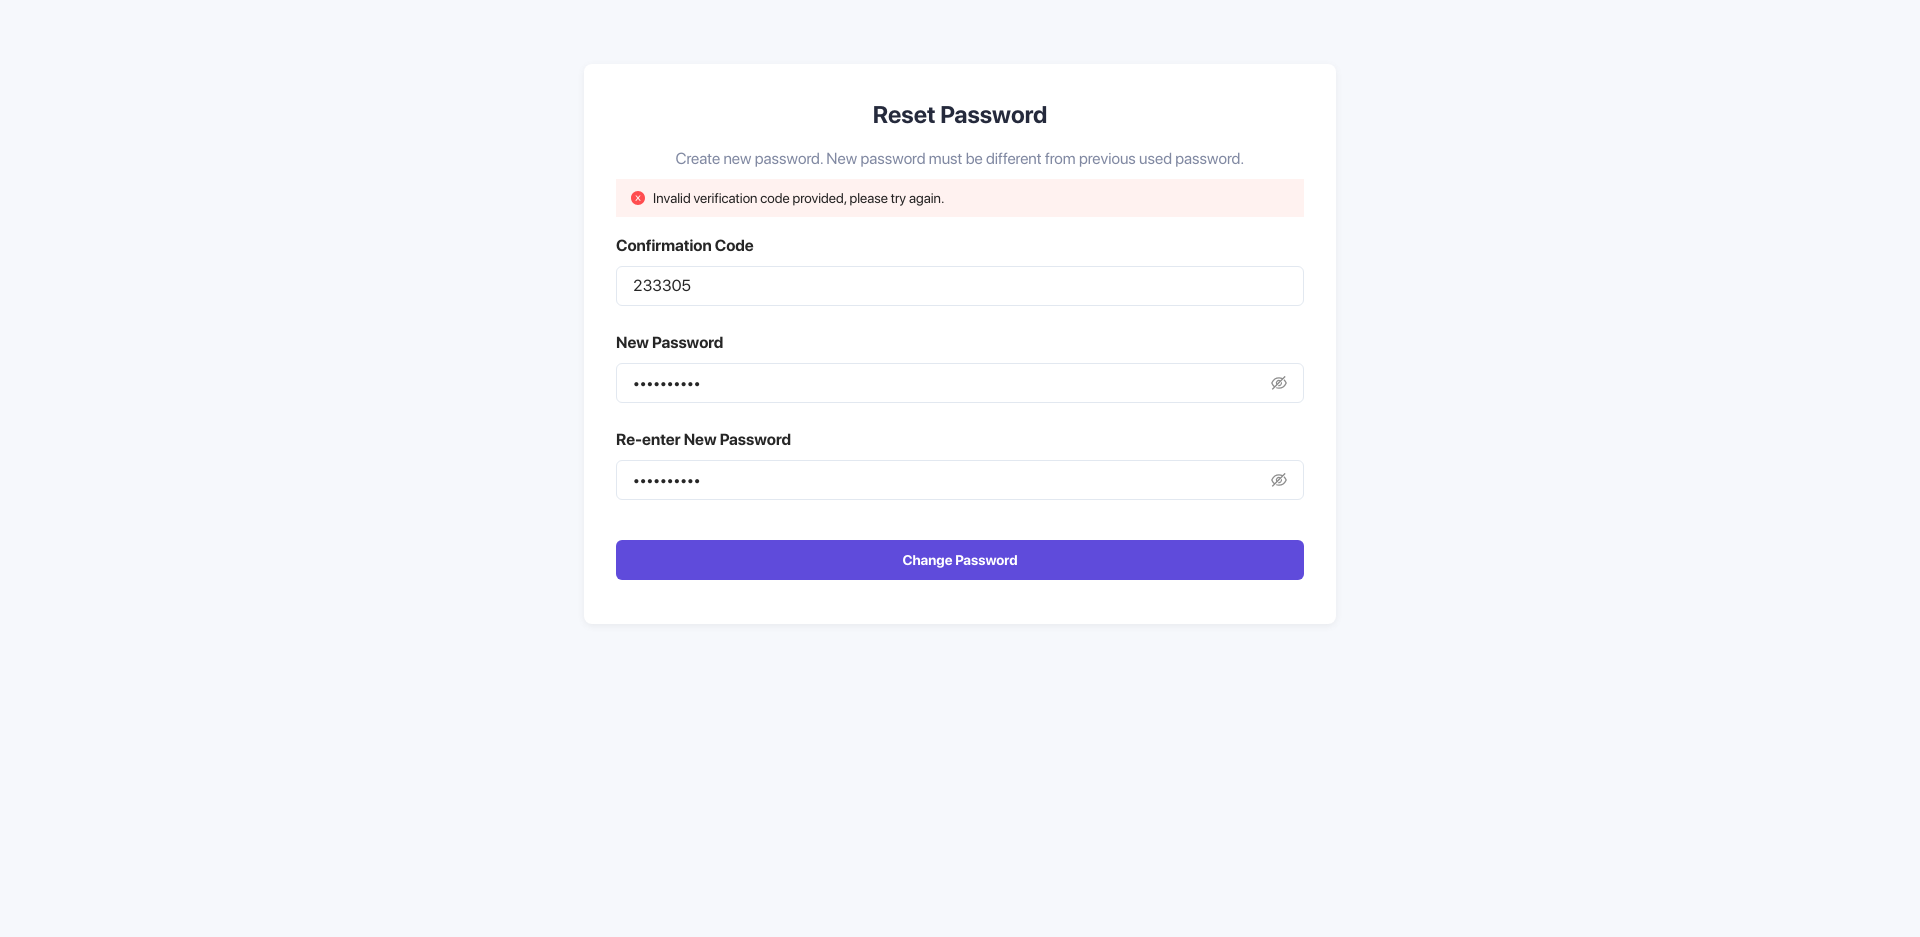 Reset Password
Create new password. New password must be different from previous used password.
Invalid verification code provided, please try again.
Confirmation Code
233305
New Password
••••••••••
Re-enter New Password
••••••••••
Change Password